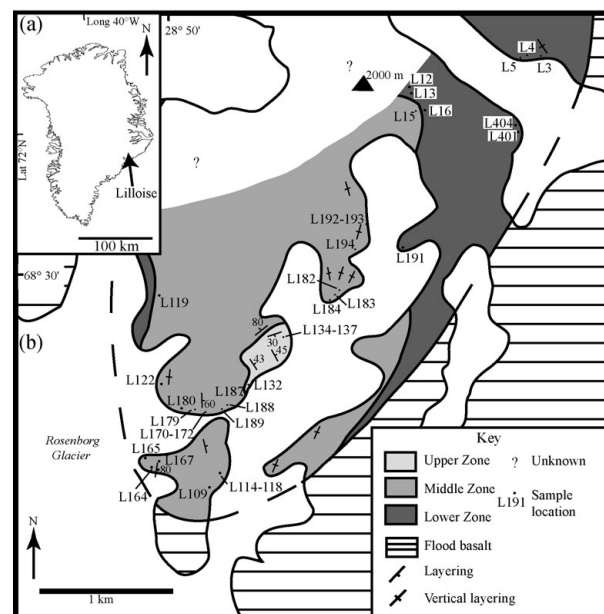 (a)
Long 40°W
28° 50'
N
Lat 72°N
Lilloise
100 km
?
2000 m
L12
L13
L15
L16
L4
L5
L3
L404
L401
?
L192-193
L194
L191
68° 30'
L182
L183
L184
L119
(b)
80
30
45
43
L134-137
L122
L187
L132
L180
60
L188
L179
L189
L170-172
Rosenborg
Glacier
L165
L167
80
L164
L109
L114-118
N
1 km
Key
Upper Zone
Middle Zone
Lower Zone
Flood basalt
Layering
Vertical layering
? Unknown
L191 Sample
location